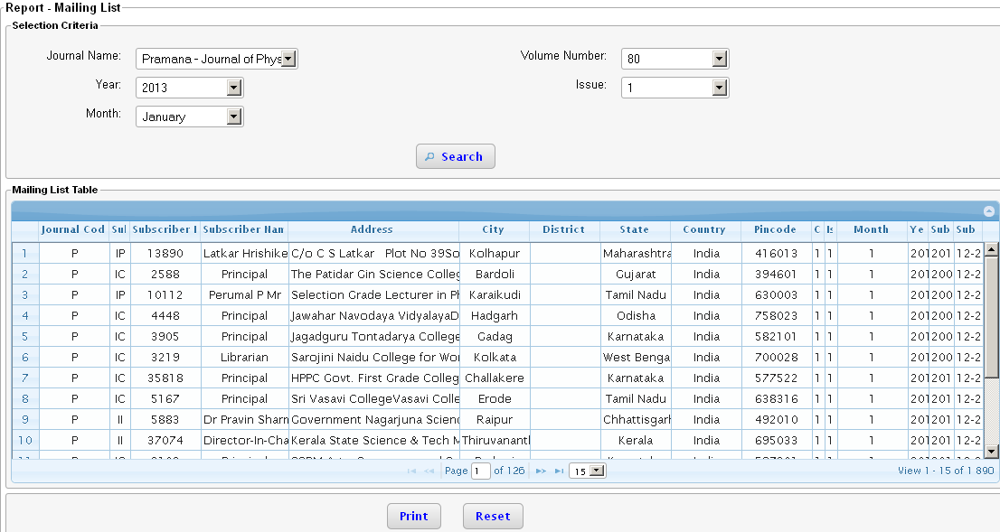 Report - Mailing List
Selection Criteria
Journal Name: Pramana - Journal of Phys Volume Number: 80
Year: 2013 Issue: 1
Month: January
Search
Mailing List Table
Journal Cod Sul Subscriber I Subscriber Nan Address City District State Country Pincode C Is Month Ye Sub Sub
1 P IP 13890 Latkar Hrishike C/o C S Latkar Plot No 39So Kolhapur Maharashtra India 416013 1 1 1 201 201 12-2
2 P IC 2588 Principal The Patidar Gin Science Colleg Bardoli Gujarat India 394601 1 1 1 201 200 12-2
3 P IP 10112 Perumal P Mr Selection Grade Lecturer in Ph Karaikudi Tamil Nadu India 630003 1 1 1 201 200 12-2
4 P IC 4448 Principal Jawahar Navodaya VidyalayaD Hadgarh Odisha India 758023 1 1 1 201 200 12-2
5 P IC 3905 Principal Jagadguru Tontadarya College Gadag Karnataka India 582101 1 1 1 201 200 12-2
6 P IC 3219 Librarian Sarojini Naidu College for Wo Kolkata West Benga India 700028 1 1 1 201 200 12-2
7 P IC 35818 Principal HPPC Govt. First Grade Colleg Challakere Karnataka India 577522 1 1 1 201 201 12-2
8 P IC 5167 Principal Sri Vasavi CollegeVasavi Colle Erode Tamil Nadu India 638316 1 1 1 201 200 12-2
9 P II 5883 Dr Pravin Sharn Government Nagarjuna Scienc Raipur Chhattisgarh India 492010 1 1 1 201 200 12-2
10 P II 37074 Director-In-Cha Kerala State Science & Tech M Thiruvananth Kerala India 695033 1 1 1 201 201 12-2
Page 1 of 126 15 View 1 - 15 of 1 890
Print Reset